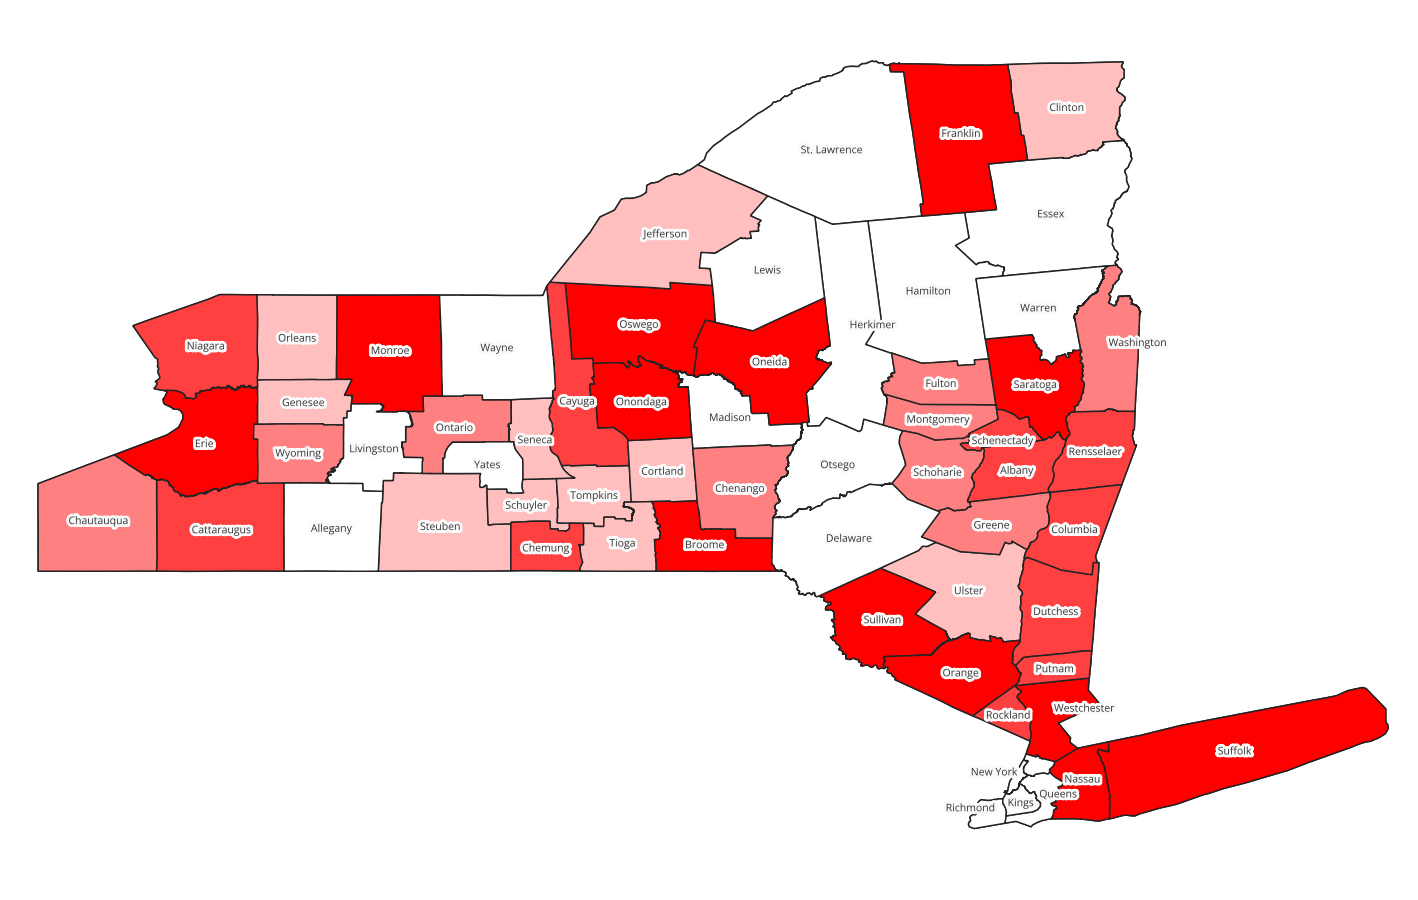 Clinton
Franklin
St. Lawrence
Essex
Jefferson
Lewis
Hamilton
Warren
Herkimer
Oswego
Washington
Niagara
Orleans
Monroe
Wayne
Oneida
Fulton
Saratoga
Genesee
Cayuga
Onondaga
Madison
Montgomery
Erie
Wyoming
Livingston
Ontario
Seneca
Yates
Schenectady
Rensselaer
Otsego
Schoharie
Albany
Cortland
Chenango
Tompkins
Schuyler
Chautauqua
Cattaraugus
Allegany
Steuben
Greene
Columbia
Delaware
Chemung
Tioga
Broome
Ulster
Dutchess
Sullivan
Orange
Putnam
Rockland
Westchester
Suffolk
New York
Nassau
Queens
Kings
Richmond